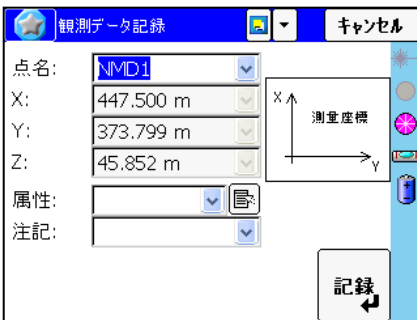 観測データ記録 キャンセル
点名: NMD1
X: 447.500 m
Y: 373.799 m
Z: 45.852 m
属性:
注記:
X
測量座標
Y
記録